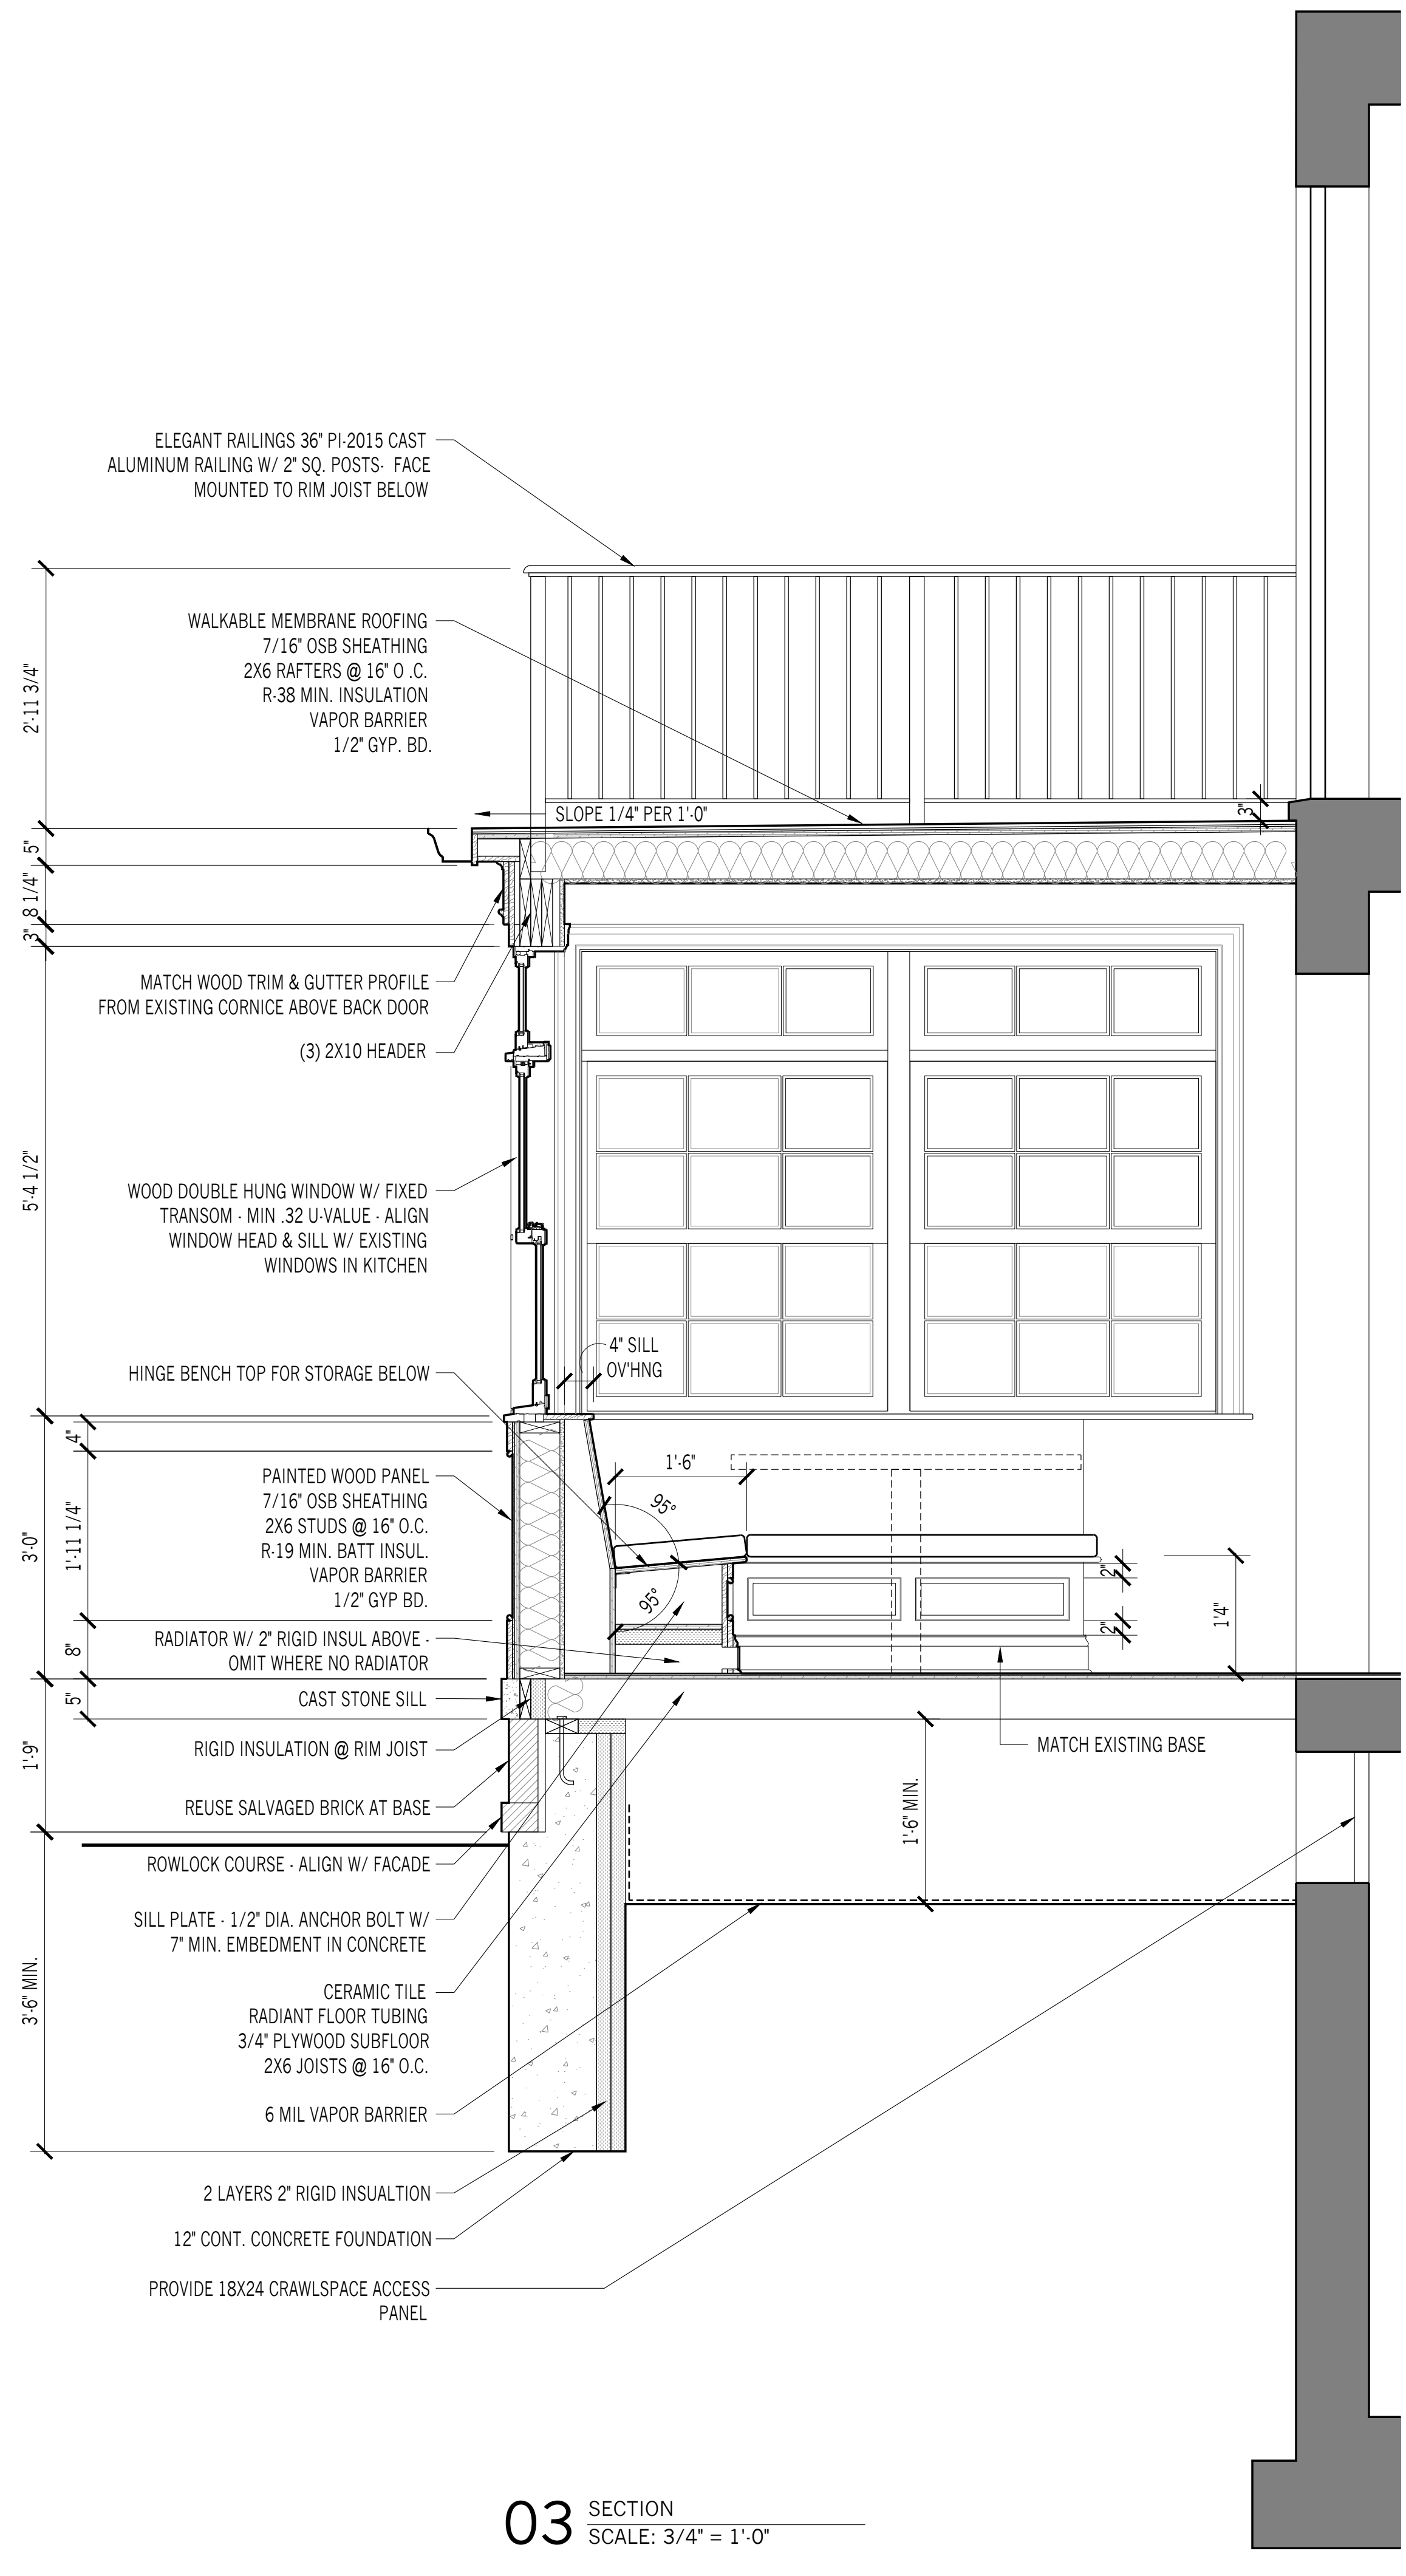 ELEGANT RAILINGS 36" PI-2015 CAST
ALUMINUM RAILING W/ 2" SQ. POSTS- FACE
MOUNTED TO RIM JOIST BELOW
WALKABLE MEMBRANE ROOFING
7/16" OSB SHEATHING
2X6 RAFTERS @ 16" O .C.
R-38 MIN. INSULATION
VAPOR BARRIER
1/2" GYP. BD.
2'-11 3/4"
SLOPE 1/4" PER 1'-0"
3"
5"
8 1/4"
3"
MATCH WOOD TRIM & GUTTER PROFILE
FROM EXISTING CORNICE ABOVE BACK DOOR
(3) 2X10 HEADER
5'-4 1/2"
WOOD DOUBLE HUNG WINDOW W/ FIXED
TRANSOM - MIN .32 U-VALUE - ALIGN
WINDOW HEAD & SILL W/ EXISTING
WINDOWS IN KITCHEN
4" SILL
OV'HNG
HINGE BENCH TOP FOR STORAGE BELOW
4"
1'-6"
95°
PAINTED WOOD PANEL
7/16" OSB SHEATHING
2X6 STUDS @ 16" O.C.
R-19 MIN. BATT INSUL.
VAPOR BARRIER
1/2" GYP BD.
3'-0"
1'-11 1/4"
95°
2"
2"
1'4"
8"
RADIATOR W/ 2" RIGID INSUL ABOVE -
OMIT WHERE NO RADIATOR
5"
CAST STONE SILL
RIGID INSULATION @ RIM JOIST
MATCH EXISTING BASE
1'-9"
REUSE SALVAGED BRICK AT BASE
1'-6" MIN.
ROWLOCK COURSE - ALIGN W/ FACADE
SILL PLATE - 1/2" DIA. ANCHOR BOLT W/
7" MIN. EMBEDMENT IN CONCRETE
3'-6" MIN.
CERAMIC TILE
RADIANT FLOOR TUBING
3/4" PLYWOOD SUBFLOOR
2X6 JOISTS @ 16" O.C.
6 MIL VAPOR BARRIER
2 LAYERS 2" RIGID INSUALTION
12" CONT. CONCRETE FOUNDATION
PROVIDE 18X24 CRAWLSPACE ACCESS
PANEL
03
SECTION
SCALE: 3/4" = 1'-0"